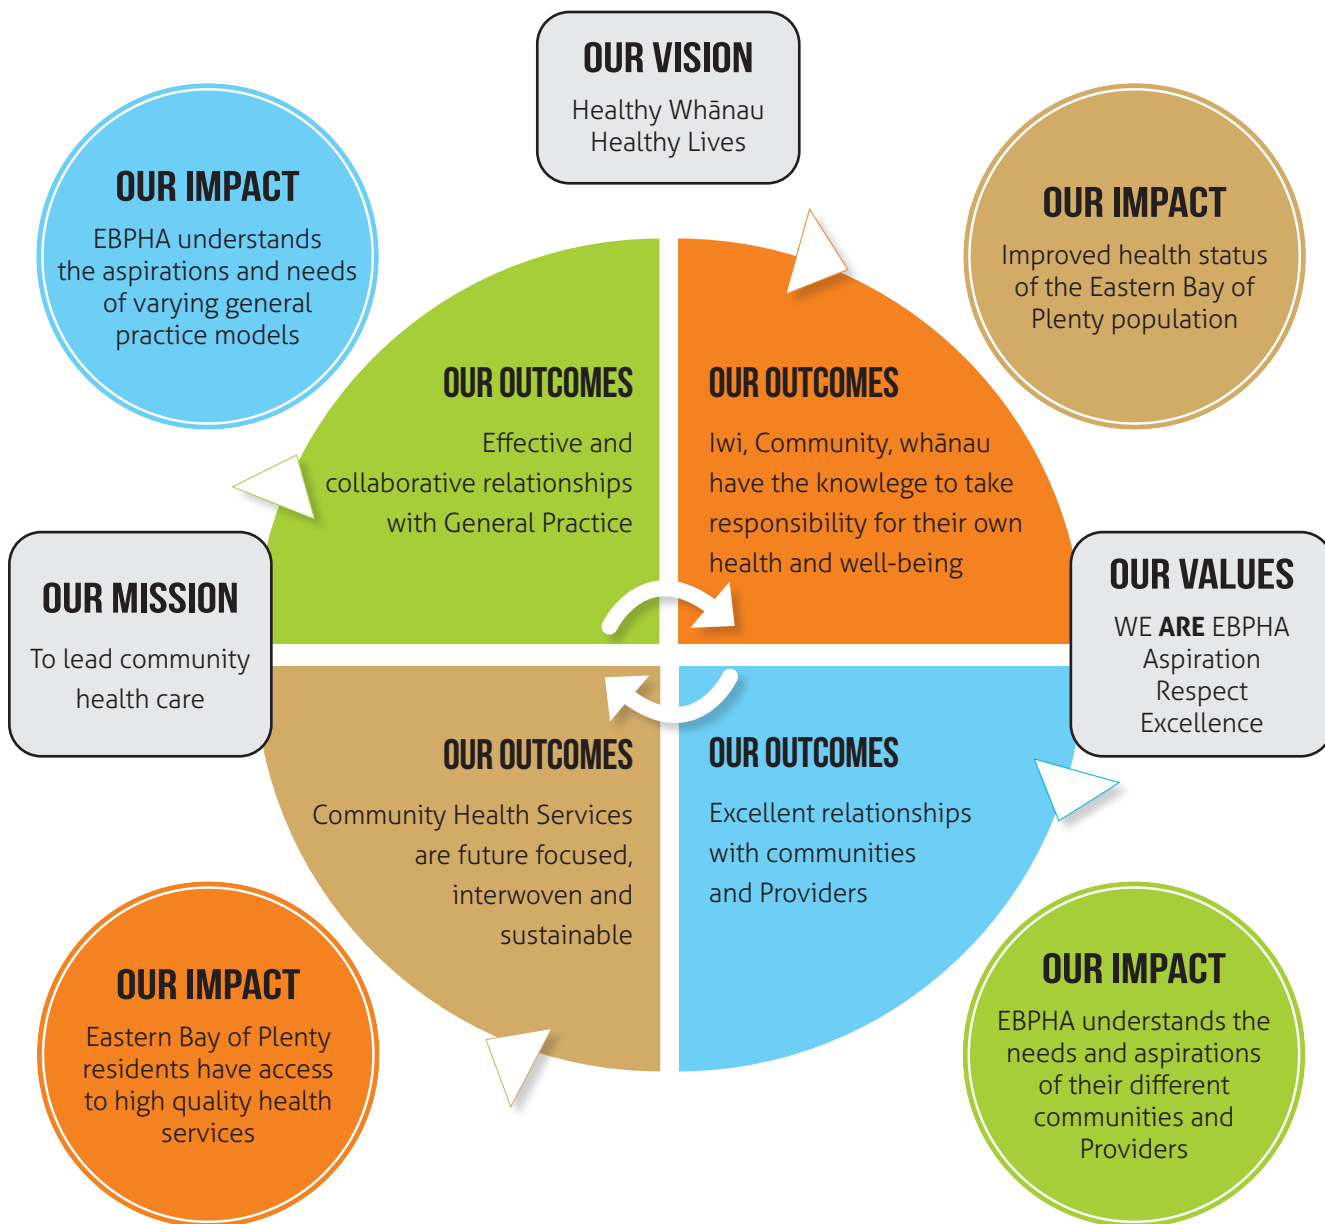 OUR VISION
Healthy Whānau
Healthy Lives
OUR IMPACT
EBPHA understands
the aspirations and needs
of varying general
practice models
OUR IMPACT
Improved health status
of the Eastern Bay of
Plenty population
OUR OUTCOMES
Effective and
collaborative relationships
with General Practice
OUR OUTCOMES
Iwi, Community, whānau
have the knowlege to take
responsibility for their own
health and well-being
OUR MISSION
To lead community
health care
OUR VALUES
WE ARE EBPHA
Aspiration
Respect
Excellence
OUR OUTCOMES
Community Health Services
are future focused,
interwoven and
sustainable
OUR OUTCOMES
Excellent relationships
with communities
and Providers
OUR IMPACT
Eastern Bay of Plenty
residents have access
to high quality health
services
OUR IMPACT
EBPHA understands the
needs and aspirations
of their different
communities and
Providers